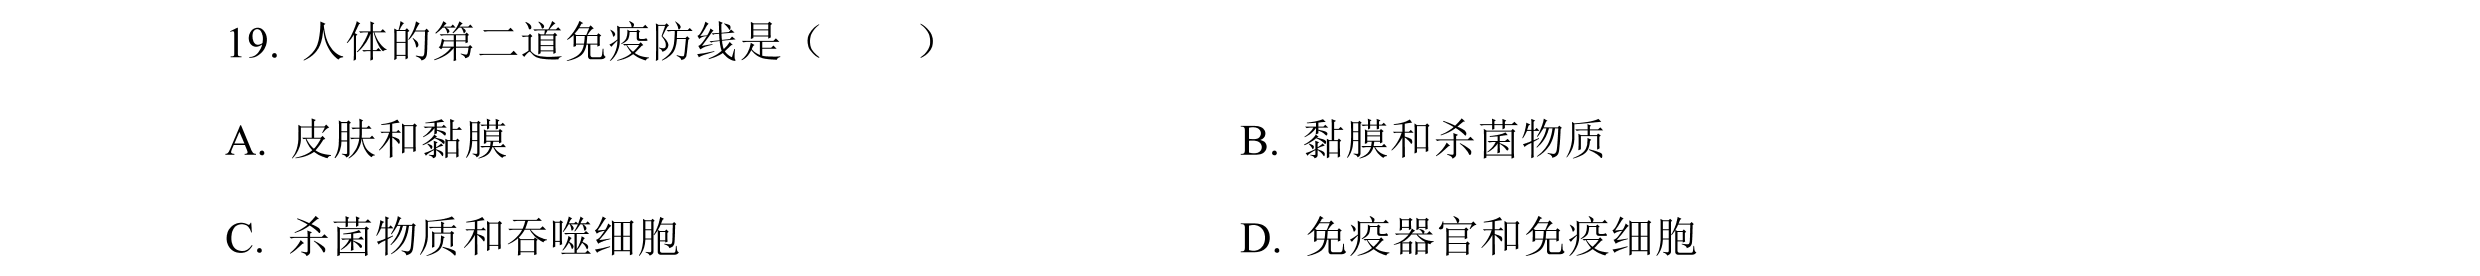 19. 人体的第二道免疫防线是（  ）
A. 皮肤和黏膜 B. 黏膜和杀菌物质
C. 杀菌物质和吞噬细胞 D. 免疫器官和免疫细胞